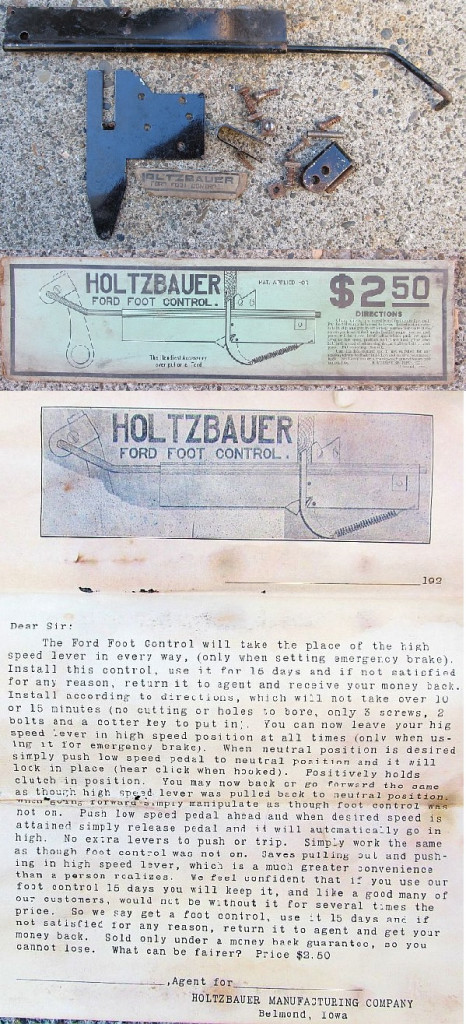 HOLTZBAUER
FORD FOOT CONTROL
HOLTZBAUER
FORD FOOT CONTROL.
PAT. APPLIED FOR
$2.50
DIRECTIONS
The Handiest Accessory
ever put on a Ford.
HOLTZBAUER
FORD FOOT CONTROL.
192
Dear Sir:
The Ford Foot Control will take the place of the high
speed lever in every way, (only when setting emergency brake).
Install this control, use it for 15 days and if not satisfied
for any reason, return it to agent and receive your money back.
Install according to directions, which will not take over 10
or 15 minutes (no cutting or holes to bore, only 3 screws, 2
bolts and a cotter key to put in). You can now leave your hig
speed lever in high speed position at all times (only when us-
ing it for emergency brake). When neutral position is desired
simply push low speed pedal to neutral position and it will
lock in place (hear click when hooked). Positively holds
clutch in position. You may now back or go forward the same
as though high speed lever was pulled back to neutral position.
When going forward simply manipulate as though foot control was
not on. Push low speed pedal ahead and when desired speed is
attained simply release pedal and it will automatically go in
high. No extra levers to push or trip. Simply work the same
as though foot control was not on. Saves pulling out and push-
ing in high speed lever, which is a much greater convenience
than a person realizes. We feel confident that if you use our
foot control 15 days you will keep it, and like a good many of
our customers, would not be without it for several times the
price. So we say get a foot control, use it 15 days and if
not satisfied for any reason, return it to agent and get your
money back. Sold only under a money back guarantee, so you
cannot lose. What can be fairer? Price $2.50
,Agent for
HOLTZBAUER MANUFACTURING COMPANY
Belmond, Iowa